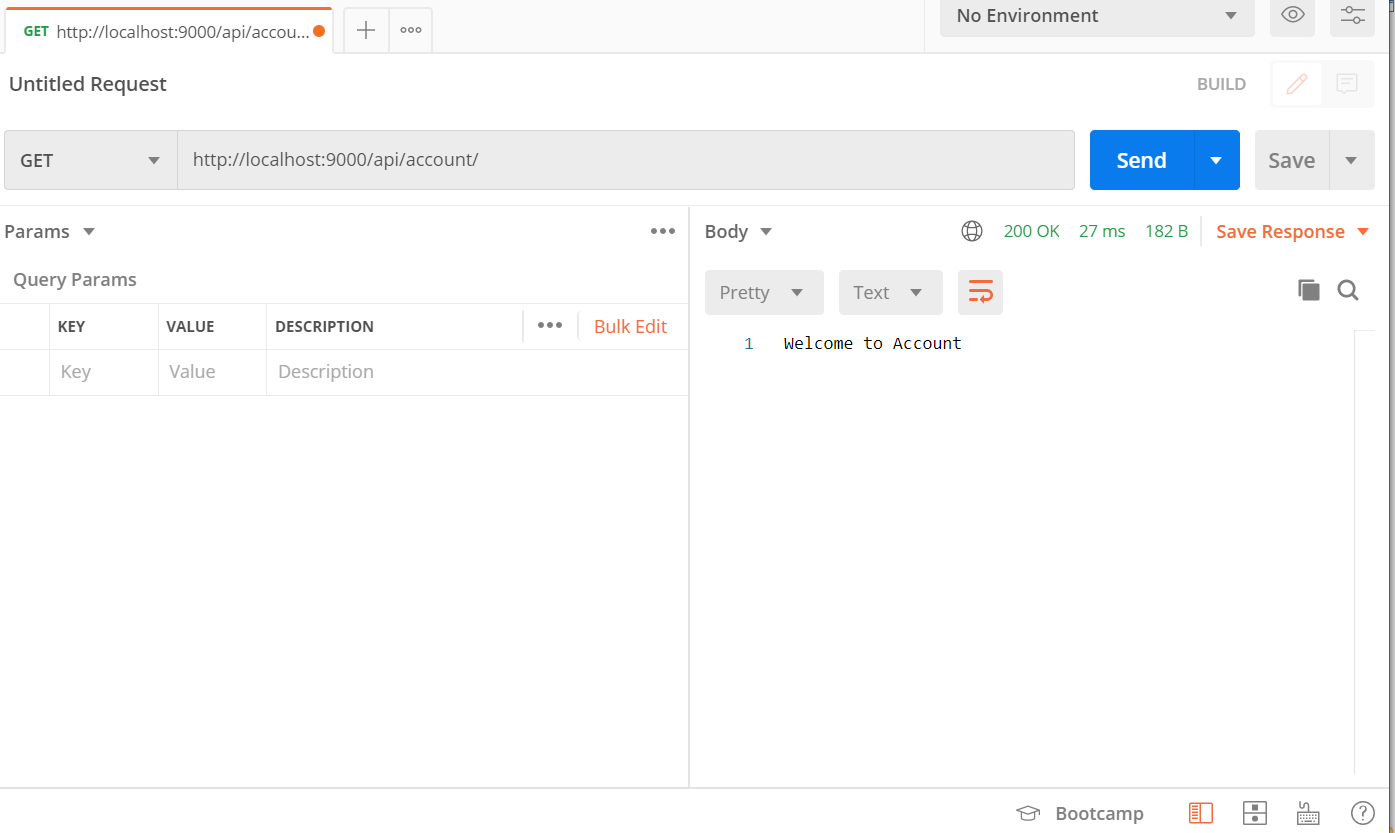 GET http://localhost:9000/api/accou...
No Environment
Untitled Request
BUILD
GET
http://localhost:9000/api/account/
Send
Save
Params
Body
200 OK 27 ms 182 B
Save Response
Query Params
Pretty
Text
KEY VALUE DESCRIPTION
Bulk Edit
Key Value Description
1 Welcome to Account
Bootcamp